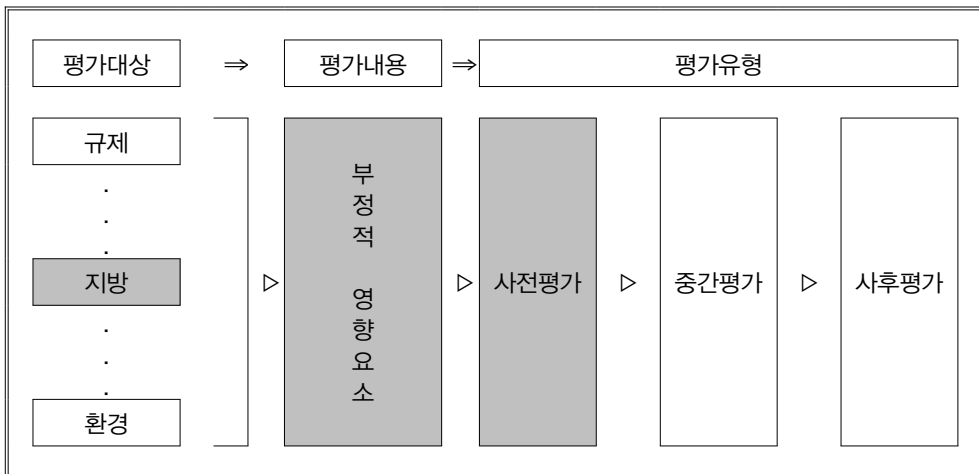 평가대상 ⇒ 평가내용 ⇒ 평가유형
규제
.
.
.
지방
.
.
.
환경
▷
부
정
적
영
향
요
소
▷
사전평가
▷
중간평가
▷
사후평가